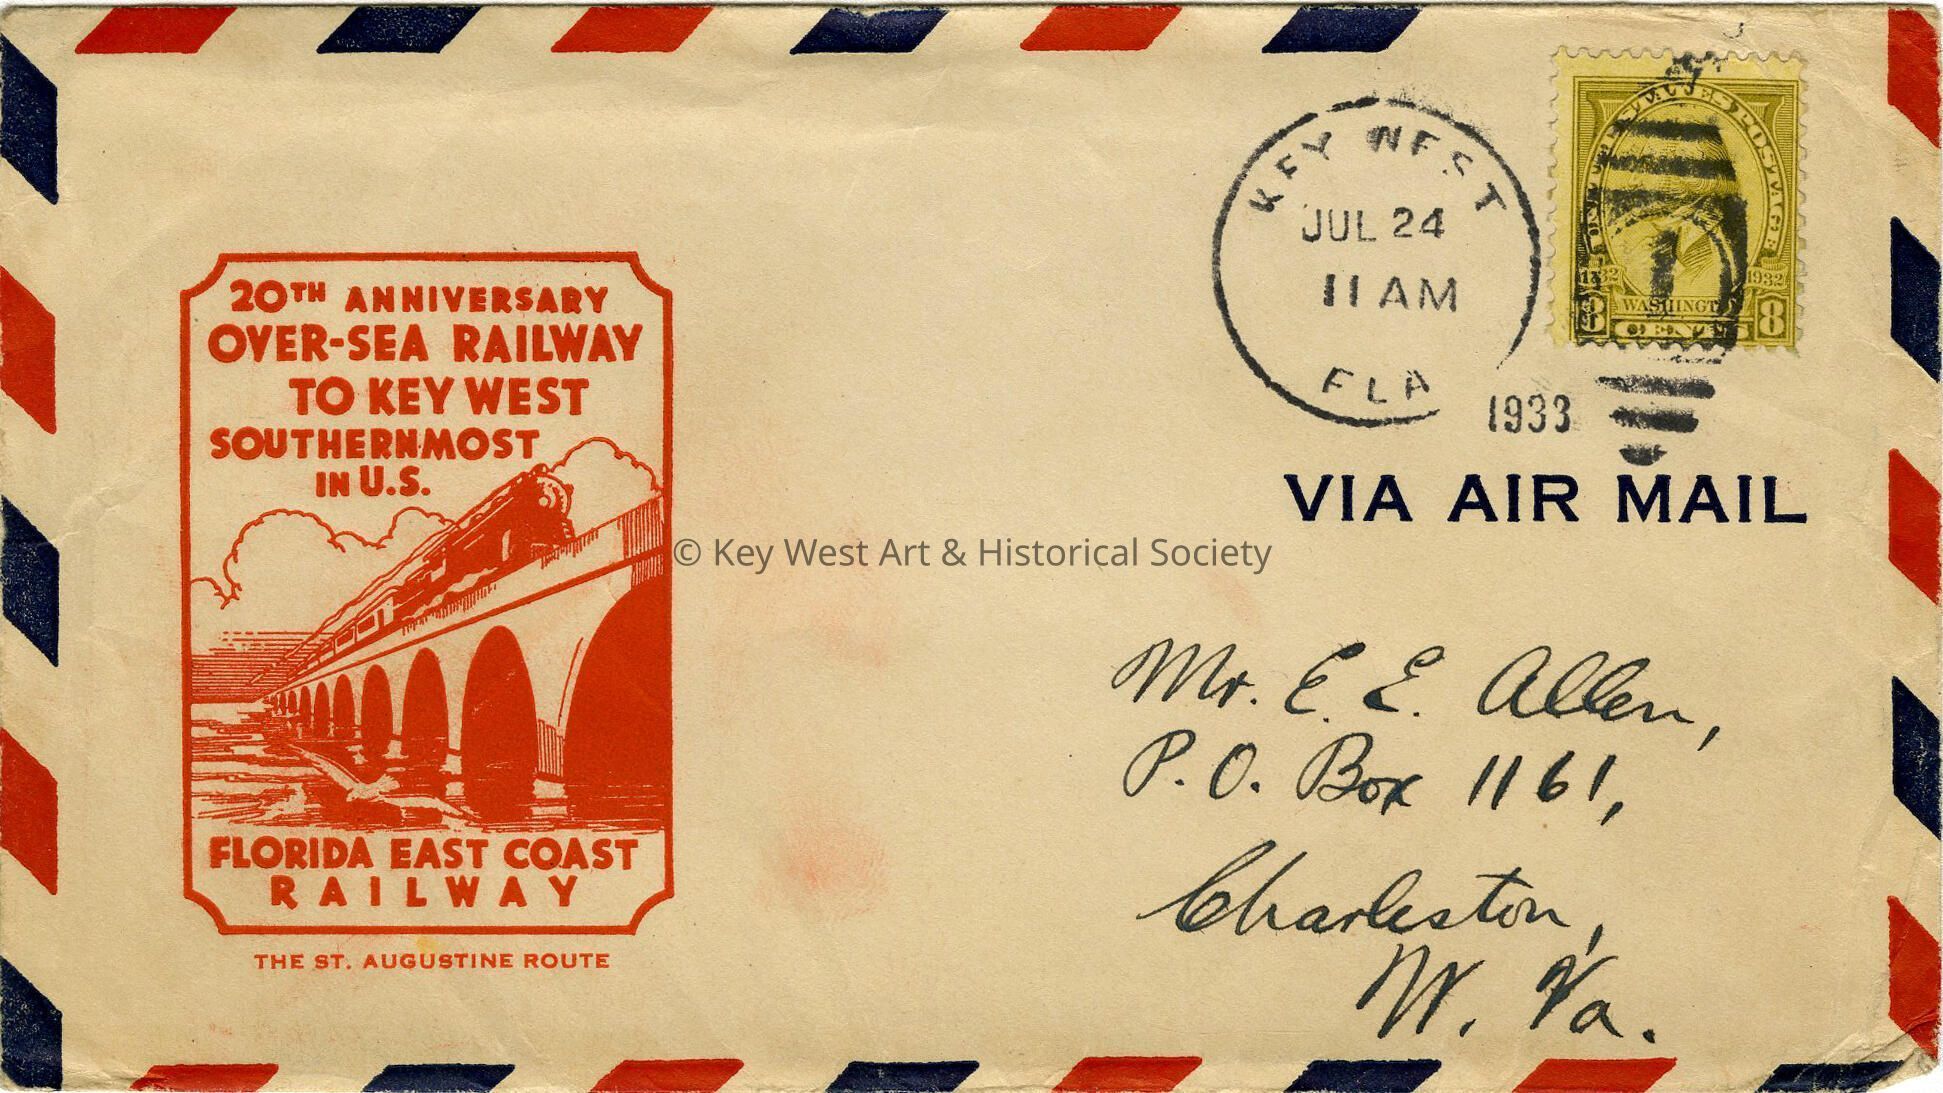 20TH ANNIVERSARY
OVER-SEA RAILWAY
TO KEY WEST
SOUTHERNMOST
IN U.S.
FLORIDA EAST COAST
RAILWAY
THE ST. AUGUSTINE ROUTE
KEY WEST
JUL 24
11 AM
FLA
1933
1932
WASHINGT
8 CENTS 8
VIA AIR MAIL
© Key West Art & Historical Society
Mr. E. E. Allen,
P. O. Box 1161,
Charleston,
W. Va.